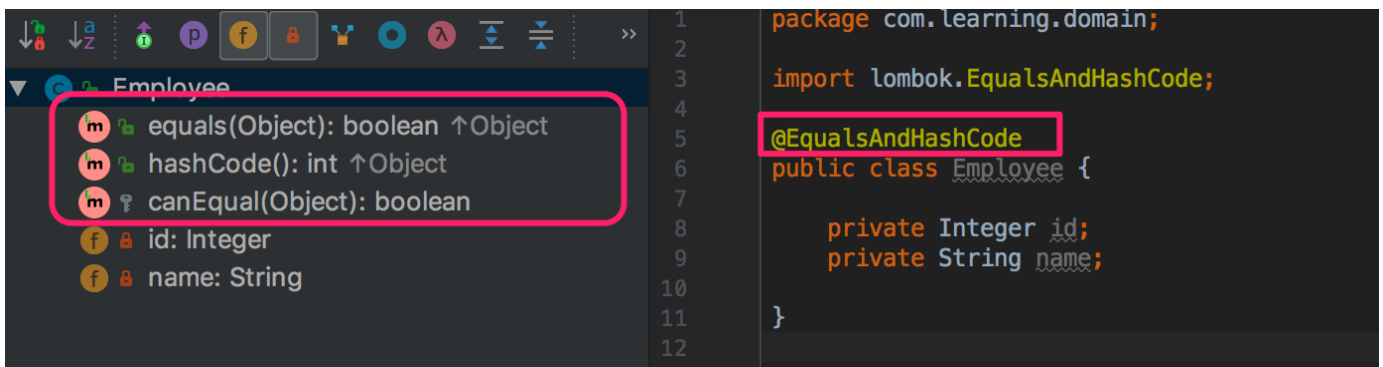 Employee
equals(Object): boolean ↑Object
hashCode(): int ↑Object
canEqual(Object): boolean
id: Integer
name: String
1 package com.learning.domain;
2
3 import lombok.EqualsAndHashCode;
4
5 @EqualsAndHashCode
6 public class Employee {
7
8 private Integer id;
9 private String name;
10
11 }
12